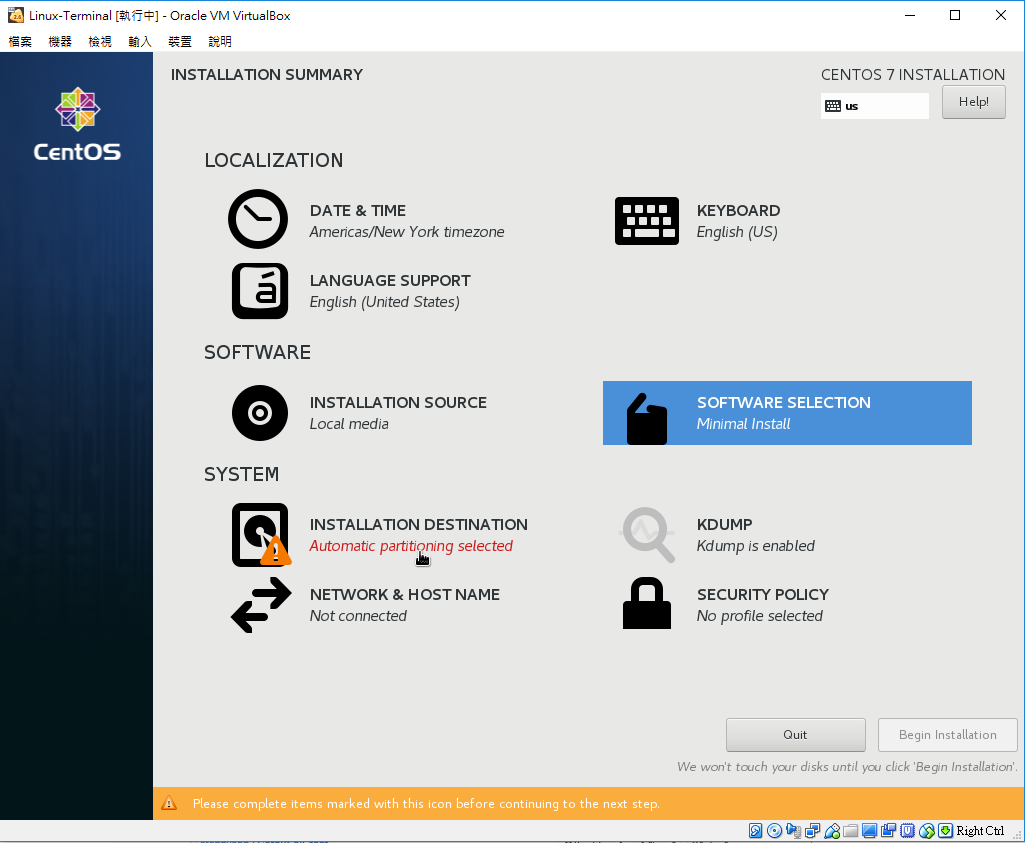 Linux-Terminal [執行中] - Oracle VM VirtualBox
檔案 機器 檢視 輸入 裝置 說明
INSTALLATION SUMMARY
CENTOS 7 INSTALLATION
us
Help!
CentOS
LOCALIZATION
DATE & TIME
Americas/New York timezone
KEYBOARD
English (US)
LANGUAGE SUPPORT
English (United States)
SOFTWARE
INSTALLATION SOURCE
Local media
SOFTWARE SELECTION
Minimal Install
SYSTEM
INSTALLATION DESTINATION
Automatic partitioning selected
KDUMP
Kdump is enabled
NETWORK & HOST NAME
Not connected
SECURITY POLICY
No profile selected
Quit
Begin Installation
We won't touch your disks until you click 'Begin Installation'.
Please complete items marked with this icon before continuing to the next step.
Right Ctrl